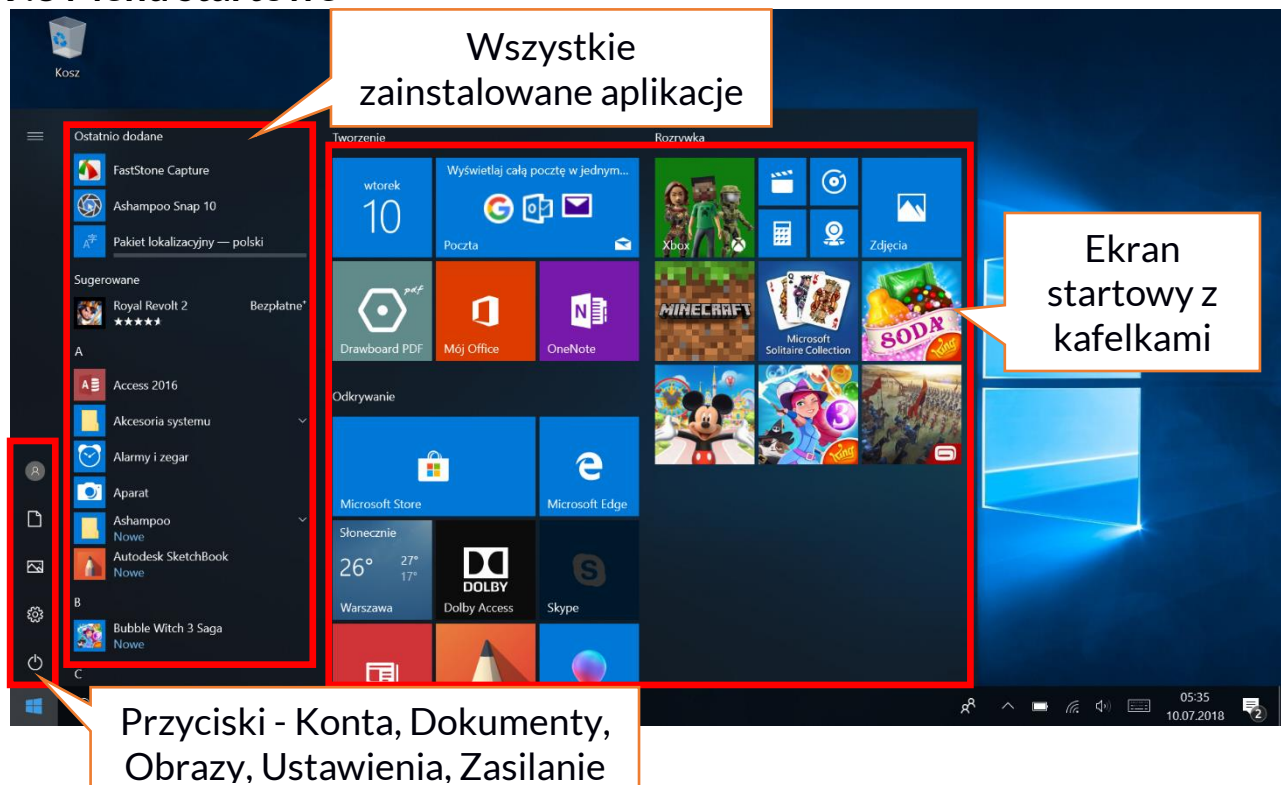 Kosz
Wszystkie
zainstalowane aplikacje
Ostatnio dodane
FastStone Capture
Ashampoo Snap 10
Pakiet lokalizacyjny — polski
Sugerowane
Royal Revolt 2 Bezpłatne*
A
Access 2016
Akcesoria systemu
Alarmy i zegar
Aparat
Ashampoo
Nowe
Autodesk SketchBook
Nowe
B
Bubble Witch 3 Saga
Nowe
C
Tworzenie
wtorek
10
Wyświetlaj całą pocztę w jednym...
Poczta
pdf
Drawboard PDF
Mój Office
OneNote
Odkrywanie
Microsoft Store
Microsoft Edge
Słonecznie
26° 27°
17°
Warszawa
DOLBY
Dolby Access
Skype
Rozrywka
Xbox
Zdjęcia
MINECRAFT
Microsoft
Solitaire Collection
SODA
King
3
King
Ekran
startowy z
kafelkami
Przyciski - Konta, Dokumenty,
Obrazy, Ustawienia, Zasilanie
05:35
10.07.2018
2